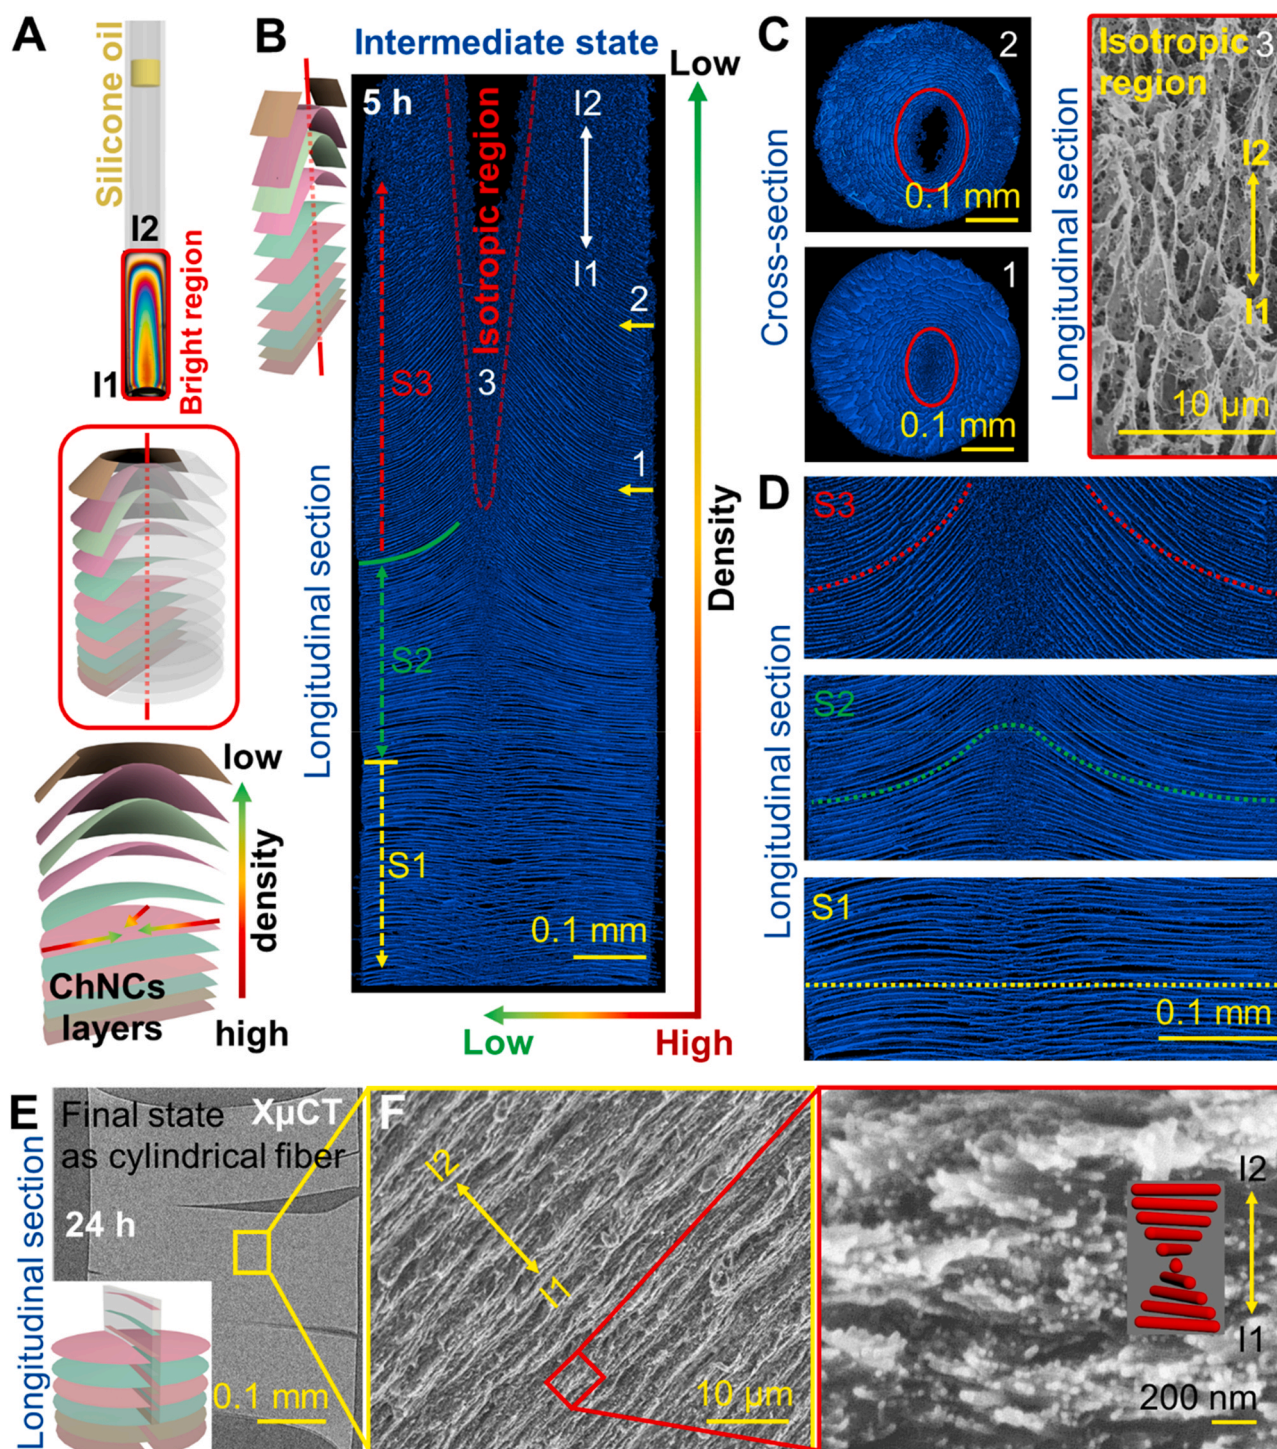 A
Silicone oil
I2
I1
Bright region
low
density
ChNCs
layers
high
B
Intermediate state
5 h
Isotropic region
I2
I1
2
3
1
S3
S2
S1
0.1 mm
Longitudinal section
Low
Density
Low
High
C
Cross-section
2
0.1 mm
1
0.1 mm
Longitudinal section
Isotropic
region
3
I2
I1
10 µm
D
Longitudinal section
S3
S2
S1
0.1 mm
E
Longitudinal section
Final state
as cylindrical fiber
XµCT
24 h
0.1 mm
F
I2
I1
10 µm
I2
I1
200 nm